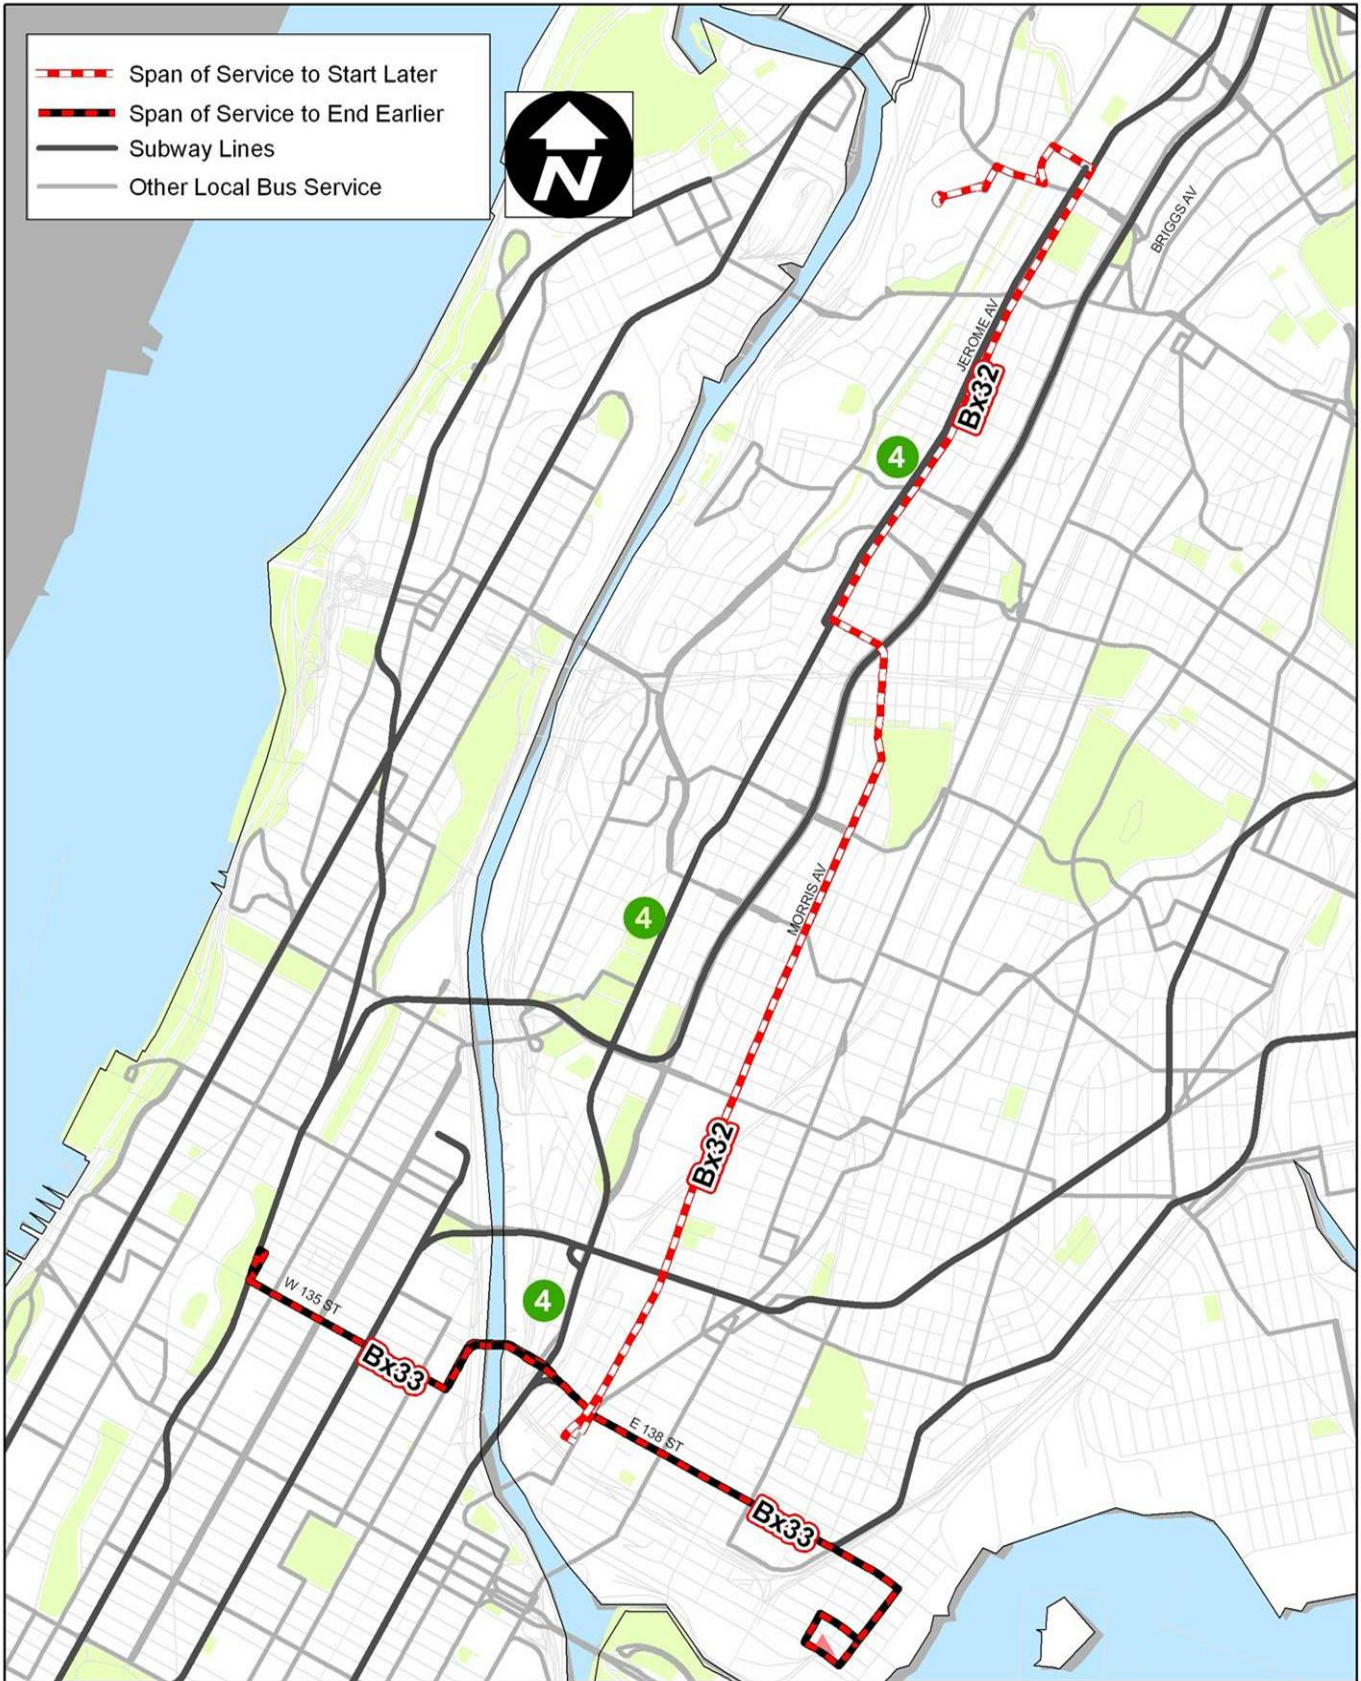 Span of Service to Start Later
Span of Service to End Earlier
Subway Lines
Other Local Bus Service
N
BRIGGS AV
JEROME AV
Bx32
4
MORRIS AV
4
Bx32
W 135 ST
4
Bx33
E 138 ST
Bx33